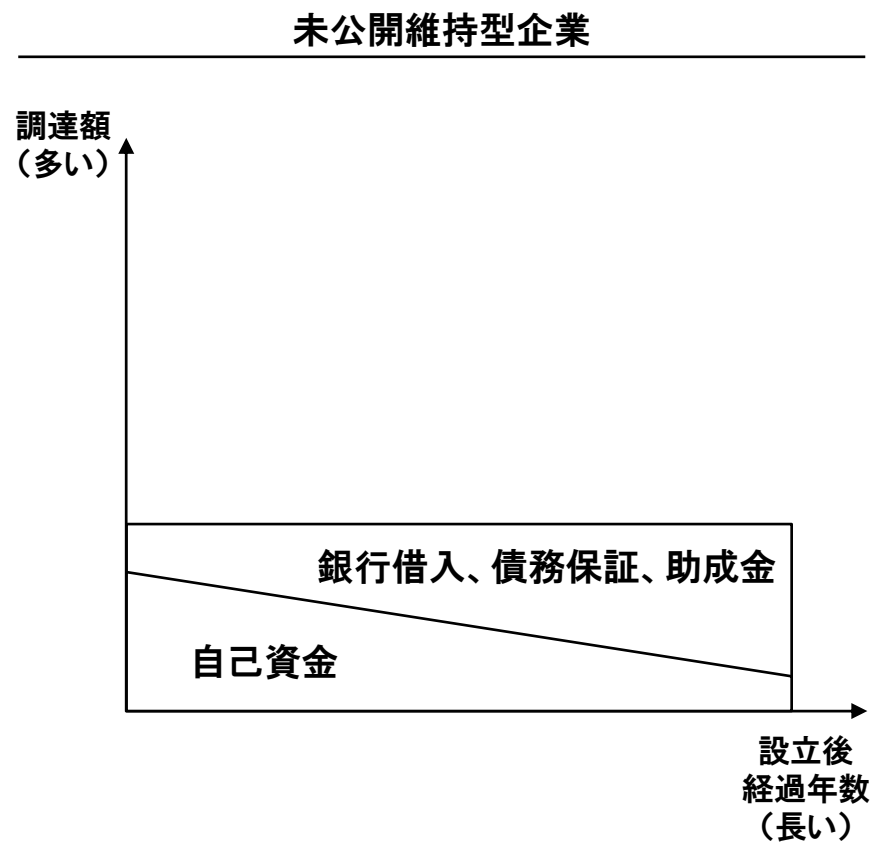 未公開維持型企業
調達額
（多い）
銀行借入、債務保証、助成金
自己資金
設立後
経過年数
（長い）